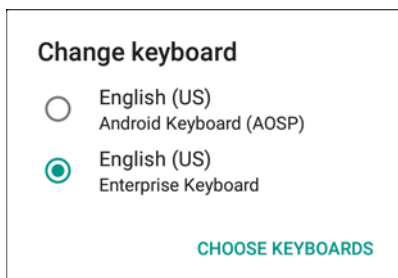 Change keyboard
English (US)
Android Keyboard (AOSP)
English (US)
Enterprise Keyboard
CHOOSE KEYBOARDS